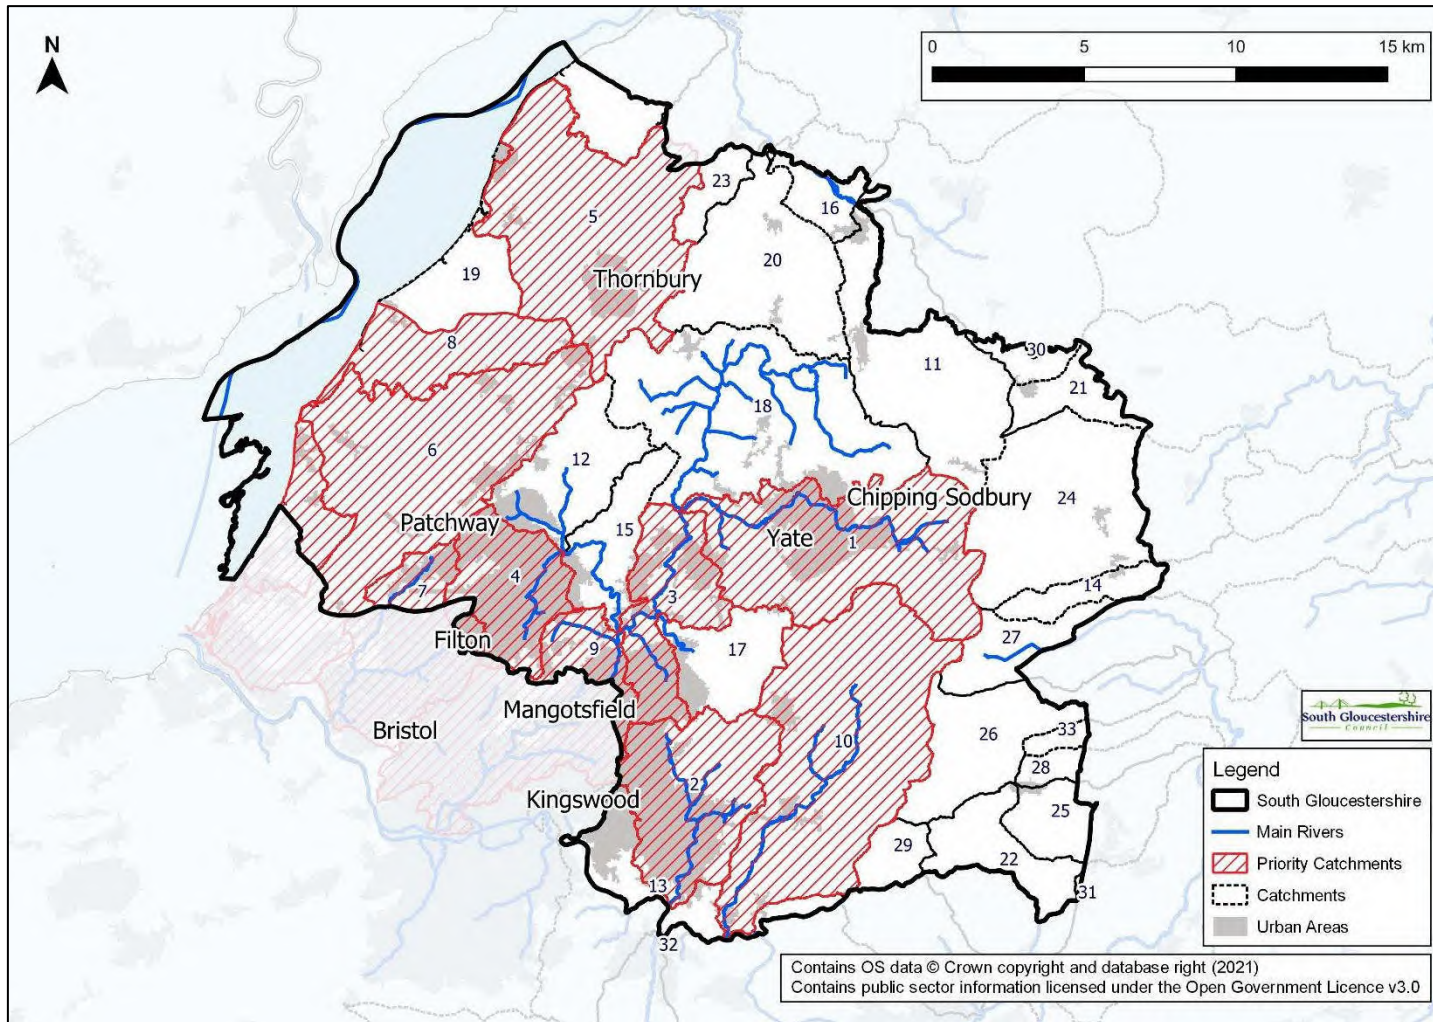 N
0 5 10 15 km
23
16
5
20
19
Thornbury
30
8
11
21
18
6
12
Chipping Sodbury
24
Patchway
15
Yate
1
4
14
7
3
Filton
27
9
17
Mangotsfield
Bristol
26
33
10
28
2
Kingswood
25
29
22
13
31
32
South Gloucestershire
Council
Legend
South Gloucestershire
Main Rivers
Priority Catchments
Catchments
Urban Areas
Contains OS data © Crown copyright and database right (2021)
Contains public sector information licensed under the Open Government Licence v3.0